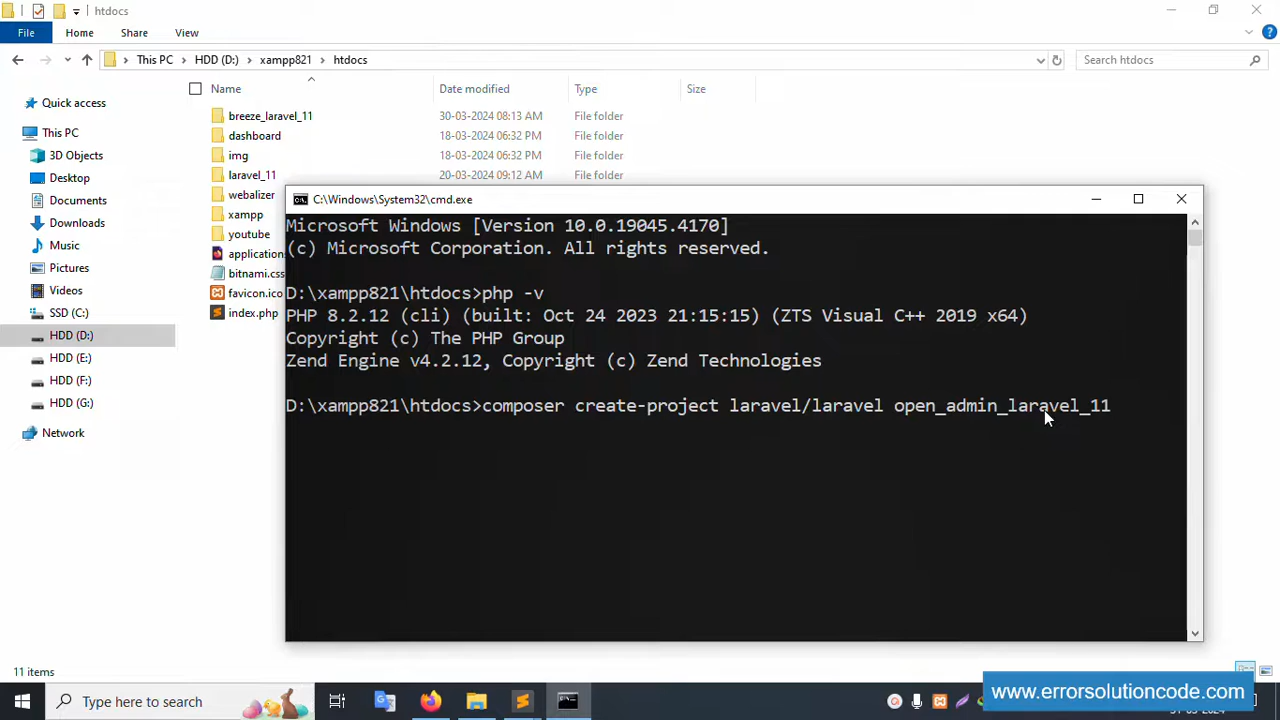 htdocs
File Home Share View
This PC HDD (D:) xampp821 htdocs Search htdocs
Name Date modified Type Size
Quick access
This PC
3D Objects
Desktop
Documents
Downloads
Music
Pictures
Videos
SSD (C:)
HDD (D:)
HDD (E:)
HDD (F:)
HDD (G:)
Network
breeze_laravel_11 30-03-2024 08:13 AM File folder
dashboard 18-03-2024 06:32 PM File folder
img 18-03-2024 06:32 PM File folder
laravel_11 20-03-2024 09:12 AM File folder
webalizer
xampp
youtube
application
bitnami.css
favicon.ico
index.php
C:\Windows\System32\cmd.exe
Microsoft Windows [Version 10.0.19045.4170]
(c) Microsoft Corporation. All rights reserved.
D:\xampp821\htdocs>php -v
PHP 8.2.12 (cli) (built: Oct 24 2023 21:15:15) (ZTS Visual C++ 2019 x64)
Copyright (c) The PHP Group
Zend Engine v4.2.12, Copyright (c) Zend Technologies
D:\xampp821\htdocs>composer create-project laravel/laravel open_admin_laravel_11
11 items
Type here to search
www.errorsolutioncode.com